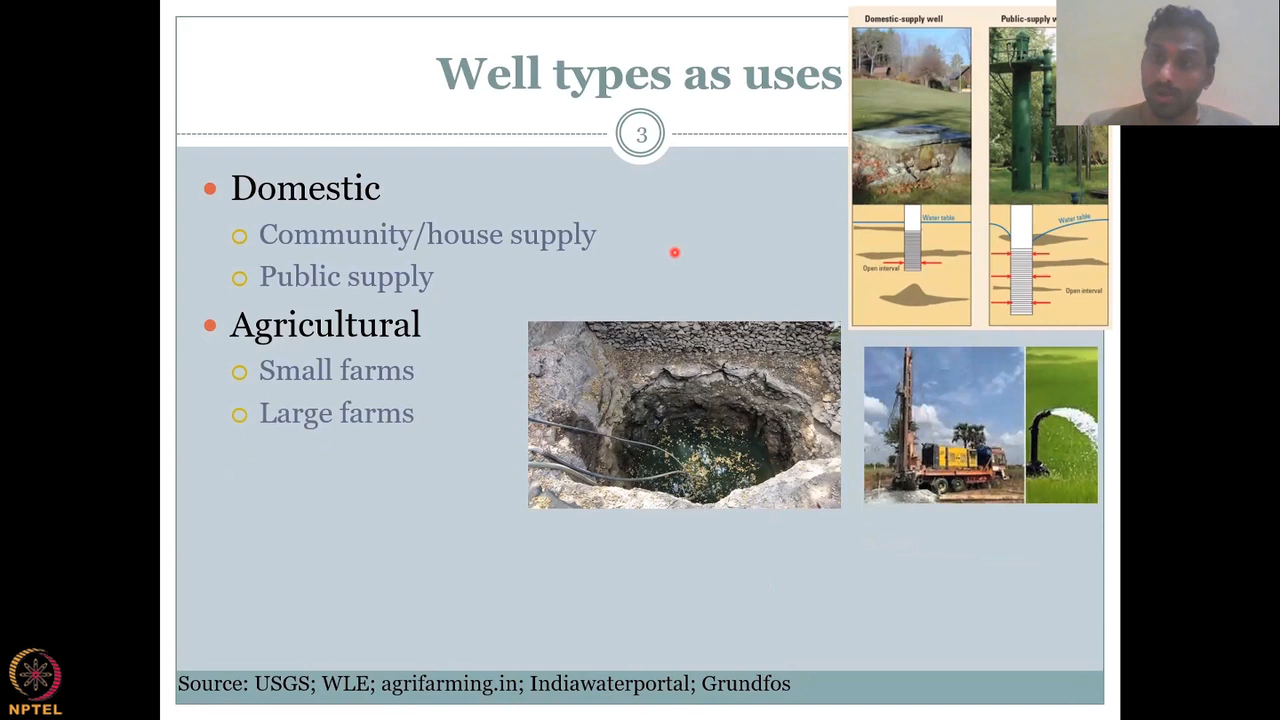 Well types as uses
3
Domestic
Community/house supply
Public supply
Agricultural
Small farms
Large farms
Domestic-supply well
Public-supply
Water table
Open interval
Water table
Open interval
Source: USGS; WLE; agrifarming.in; Indiawaterportal; Grundfos
NPTEL